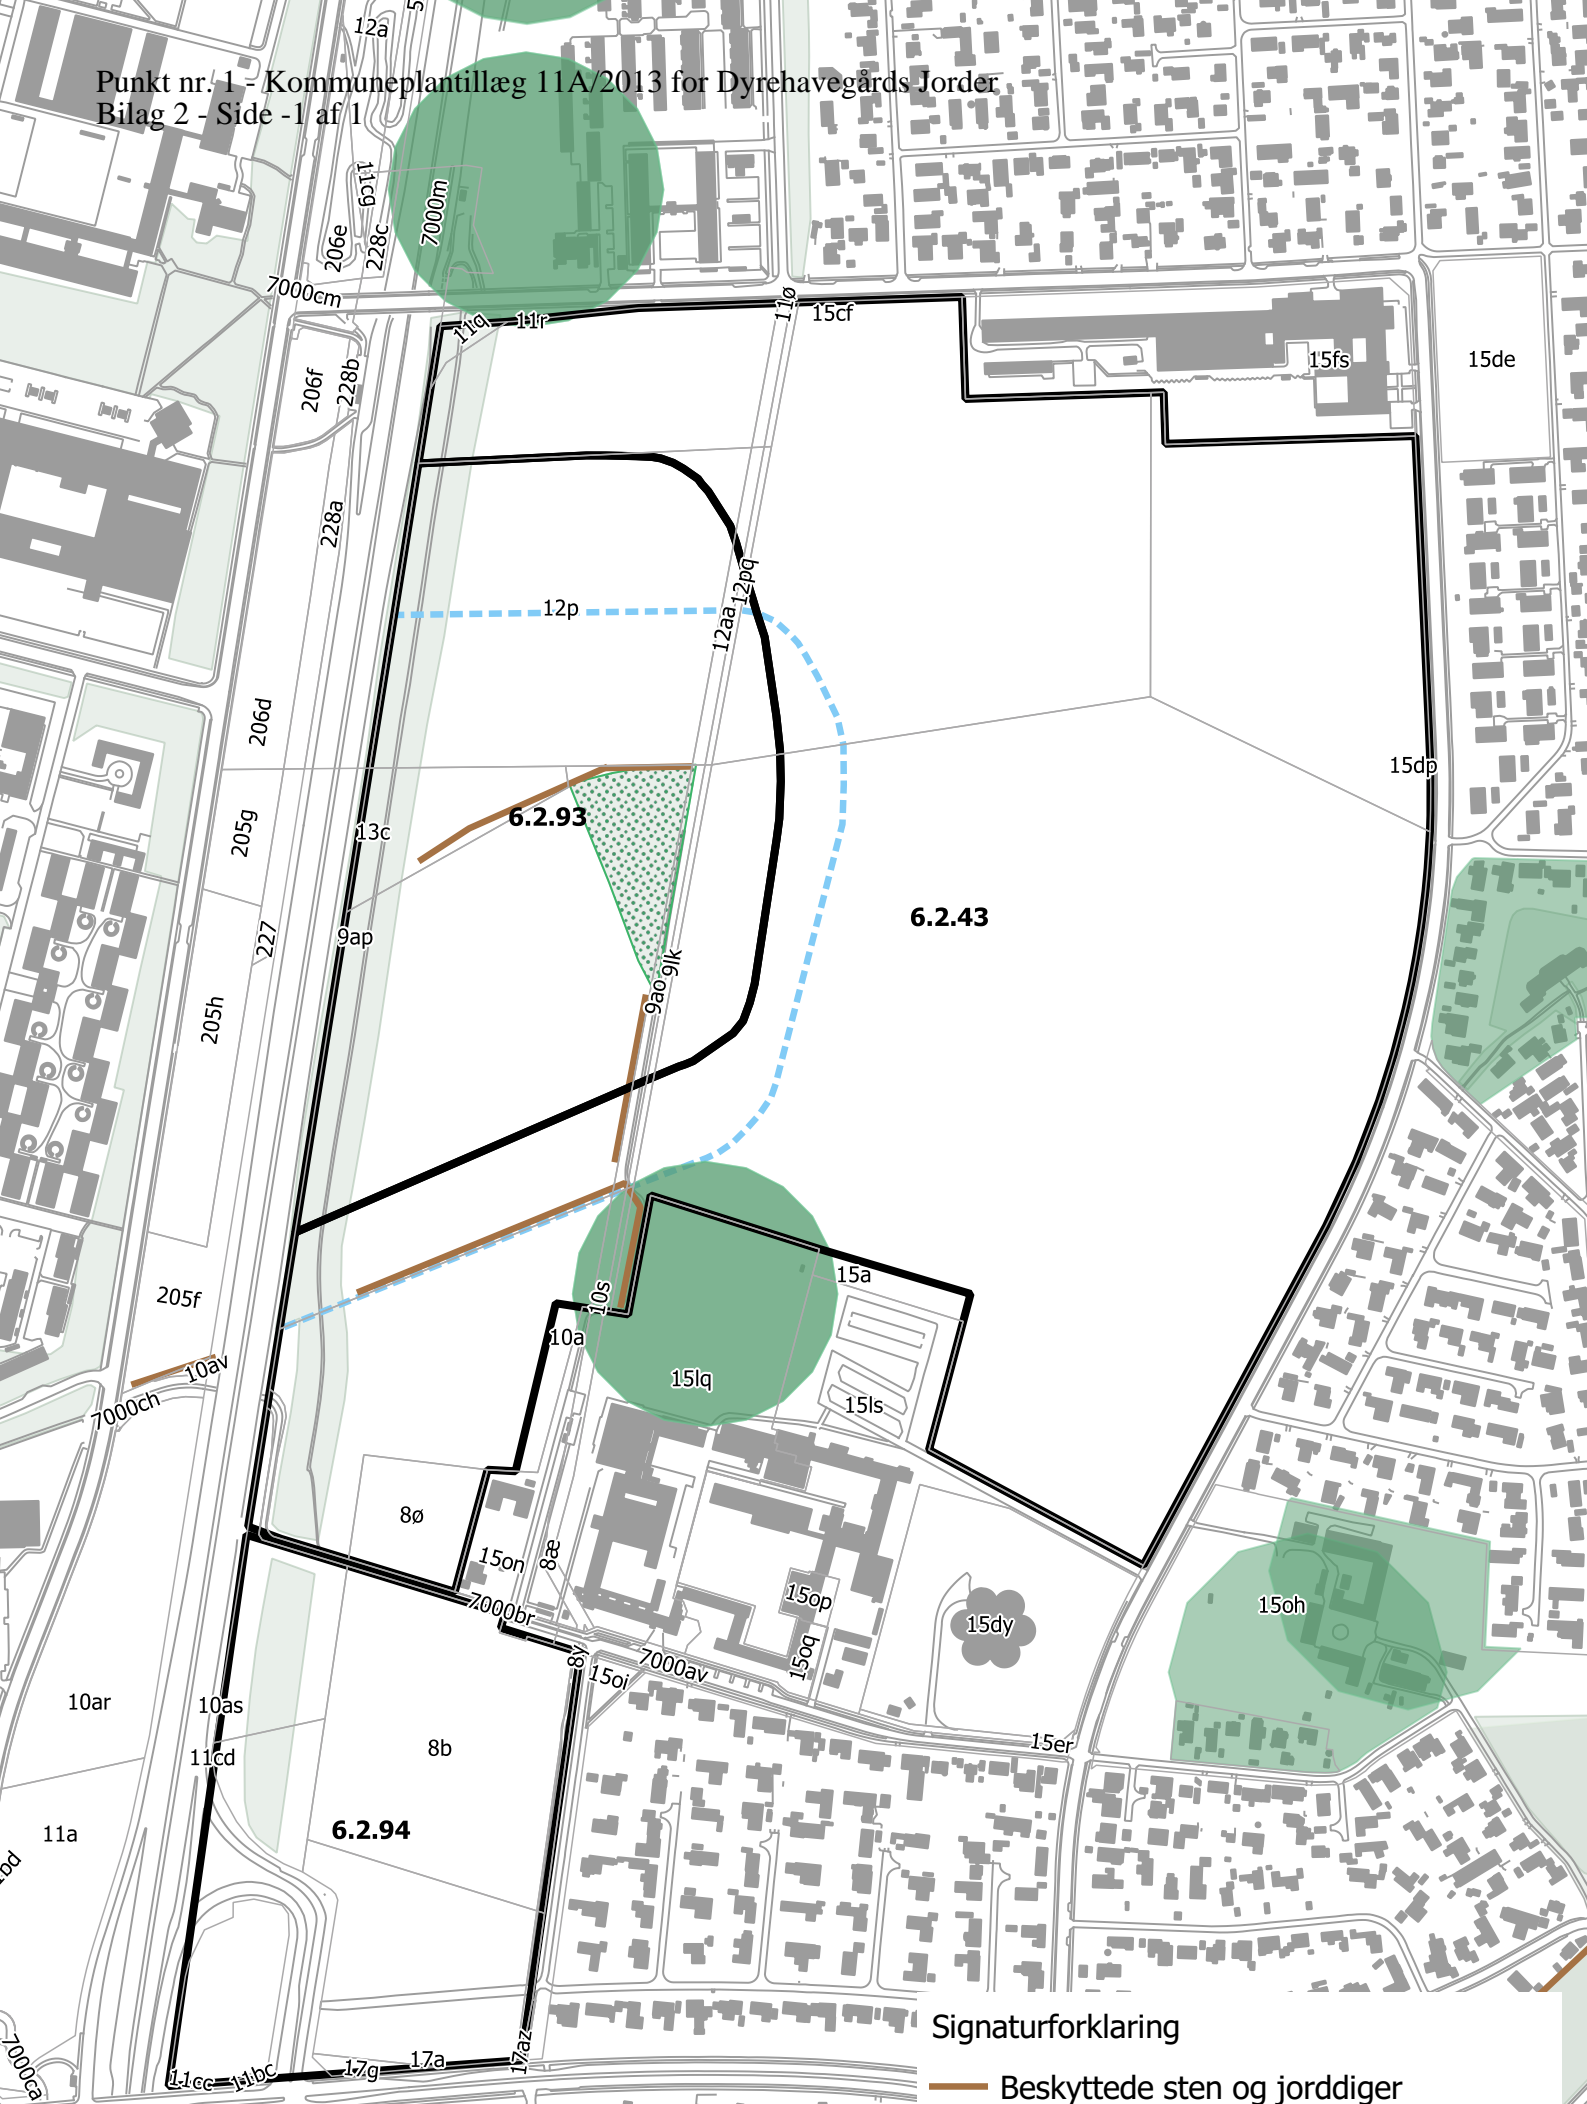 12a
Punkt nr. 1 - Kommuneplantillæg 11A/2013 for Dyrehavegårds Jorder
Bilag 2 - Side -1 af 1
11cg
7000m
206e
228c
7000cm
11ø
11q
11r
15cf
15fs
15de
206f
228b
228a
12pq
12p
12aa
206d
15dp
6.2.93
205g
13c
6.2.43
227
9ap
9lk
9ao
205h
205f
15a
10s
10a
10av
15lq
7000ch
15ls
8ø
15on
8æ
15op
7000br
15oh
15dy
8y
15oi
7000av
15oq
10ar
10as
15er
11cd
8b
6.2.94
11a
Signaturforklaring
17az
17a
17g
11bc
11cc
7000ca
Beskyttede sten og jorddiger